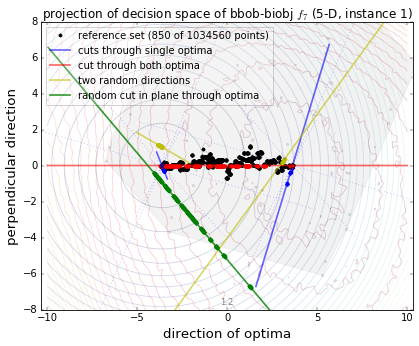 projection of decision space of bbob-biobj f₇ (5-D, instance 1)
reference set (850 of 1034560 points)
cuts through single optima
cut through both optima
two random directions
random cut in plane through optima
perpendicular direction
8
6
4
2
0
−2
−4
−6
−8
1:2
−10
−5
0
5
10
direction of optima